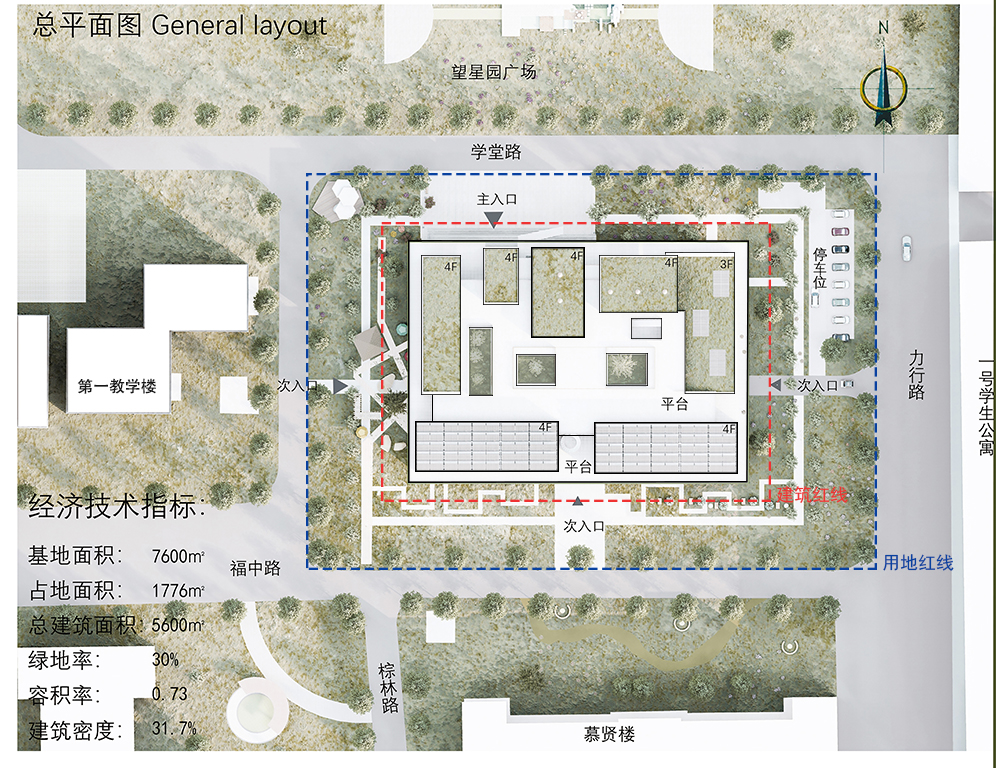 总平面图 General layout
N
望星园广场
学堂路
主入口
停车位
4F
4F
4F
4F
3F
第一教学楼
次入口
次入口
力行路
一号学生公寓
平台
4F
4F
平台
建筑红线
次入口
用地红线
经济技术指标：
基地面积： 7600㎡
占地面积： 1776㎡
总建筑面积：5600㎡
绿地率： 30%
容积率： 0.73
建筑密度： 31.7%
福中路
棕林路
慕贤楼